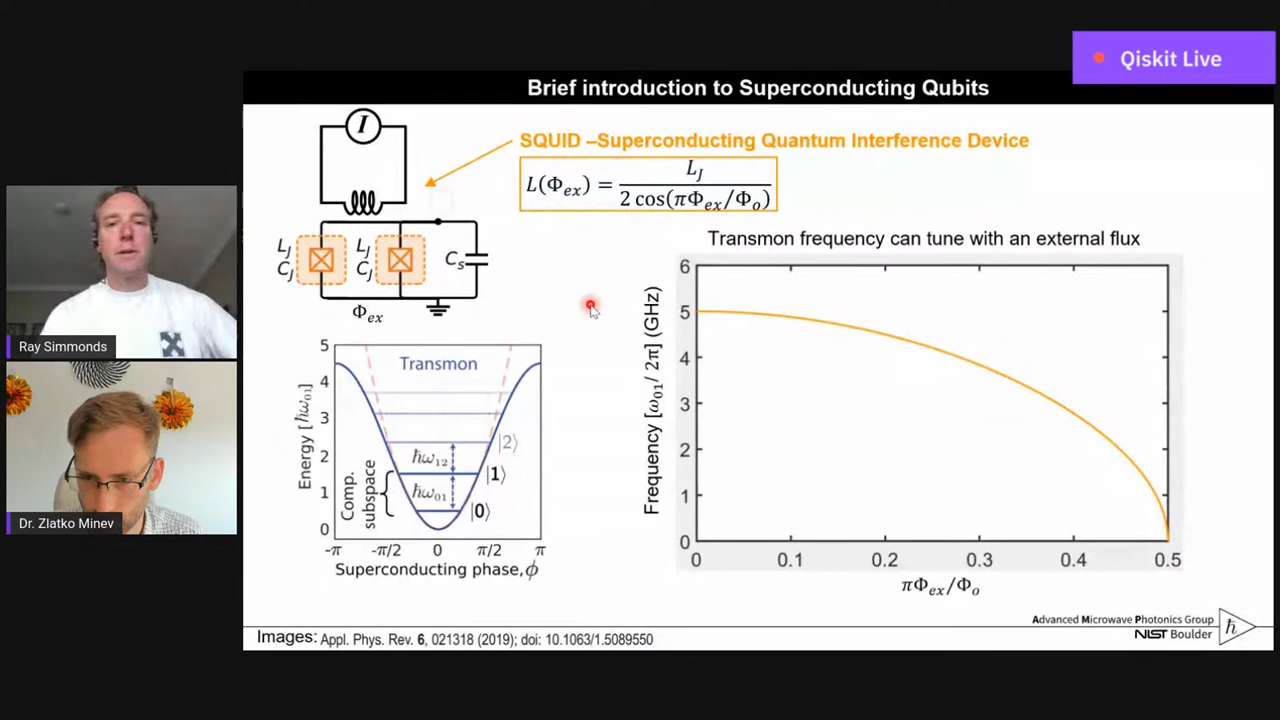 Qiskit Live
Brief introduction to Superconducting Qubits
I
SQUID –Superconducting Quantum Interference Device
L(Φex) = LJ / 2 cos(πΦex/Φo)
LJ
CJ
LJ
CJ
Cs
Φex
Transmon frequency can tune with an external flux
6
5
4
3
2
1
0
Frequency [ω01/ 2π] (GHz)
0 0.1 0.2 0.3 0.4 0.5
πΦex/Φo
Transmon
5
4
3
2
1
0
Energy [ħω01]
Comp.
subspace
ħω12
ħω01
|2⟩
|1⟩
|0⟩
-π -π/2 0 π/2 π
Superconducting phase, ϕ
Ray Simmonds
Dr. Zlatko Minev
Images: Appl. Phys. Rev. 6, 021318 (2019); doi: 10.1063/1.5089550
Advanced Microwave Photonics Group
NIST Boulder
ħ